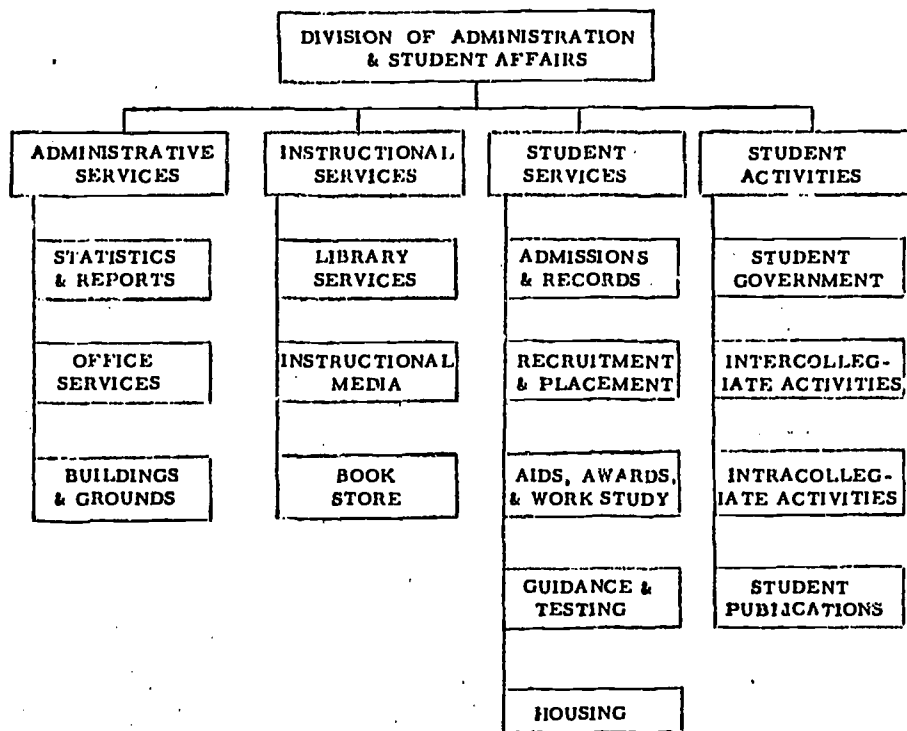 DIVISION OF ADMINISTRATION
& STUDENT AFFAIRS
ADMINISTRATIVE
SERVICES
STATISTICS
& REPORTS
OFFICE
SERVICES
BUILDINGS
& GROUNDS
INSTRUCTIONAL
SERVICES
LIBRARY
SERVICES
INSTRUCTIONAL
MEDIA
BOOK
STORE
STUDENT
SERVICES
ADMISSIONS
& RECORDS
RECRUITMENT
& PLACEMENT
AIDS, AWARDS,
& WORK STUDY
GUIDANCE &
TESTING
HOUSING
STUDENT
ACTIVITIES
STUDENT
GOVERNMENT
INTERCOLLEG-
IATE ACTIVITIES
INTRACOLLEG-
IATE ACTIVITIES
STUDENT
PUBLICATIONS